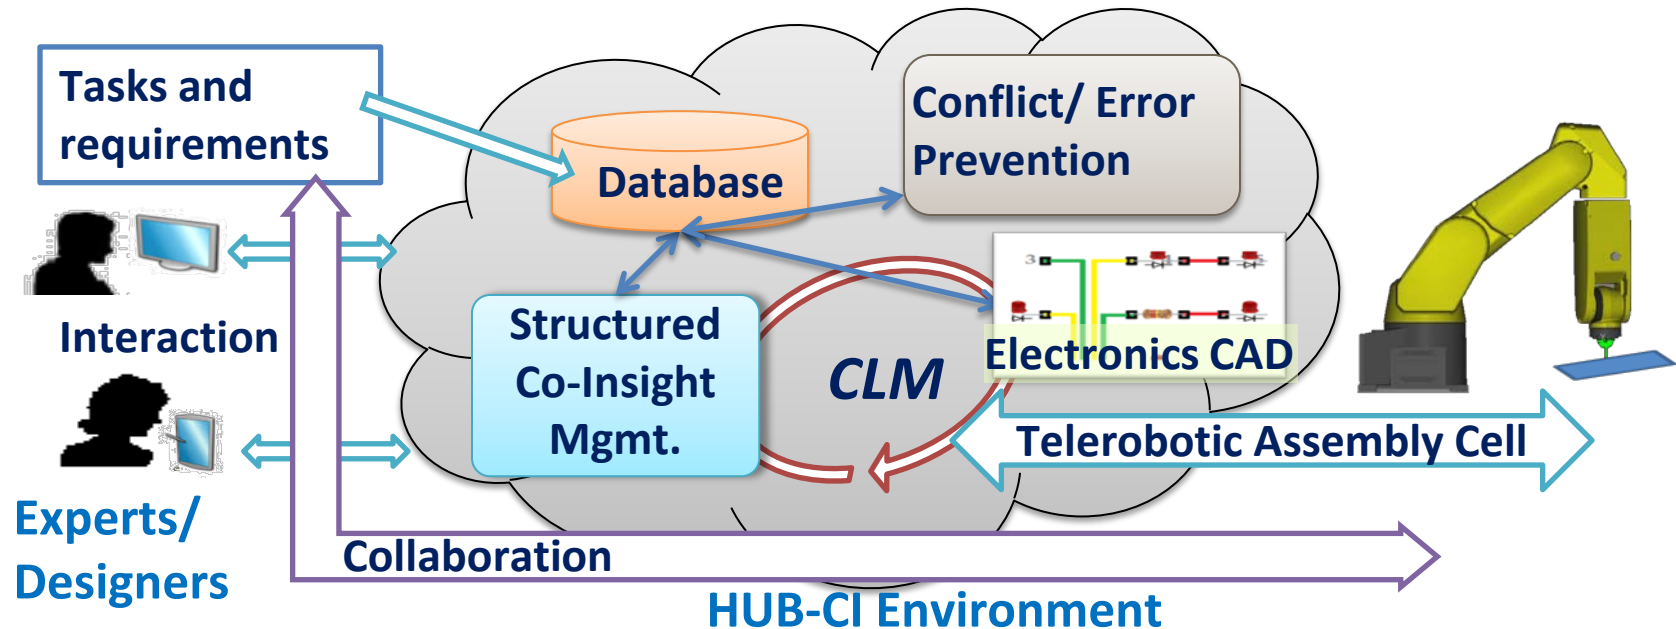 Tasks and
requirements
Database
Conflict/ Error
Prevention
3
Interaction
Structured
Co-Insight
Mgmt.
CLM
Electronics CAD
Telerobotic Assembly Cell
Experts/
Designers
Collaboration
HUB-CI Environment